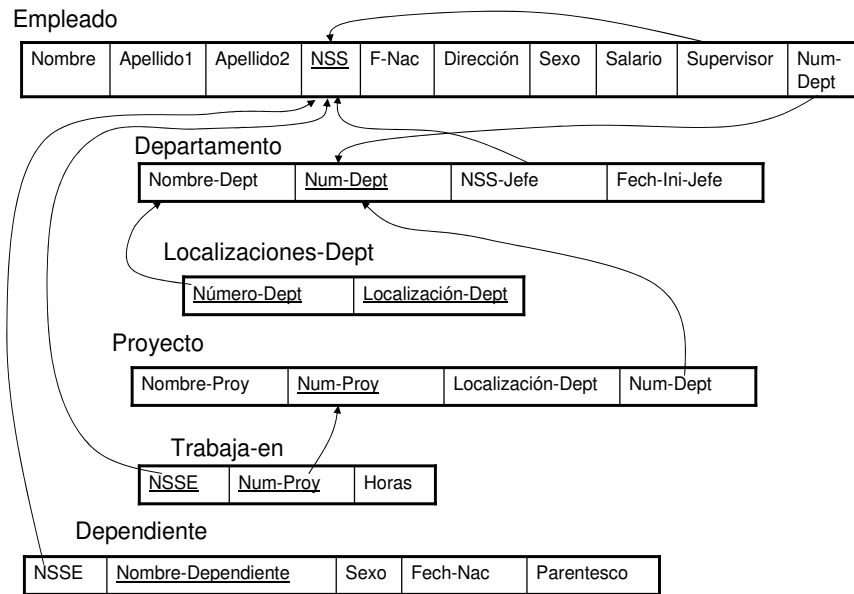 Empleado
Nombre Apellido1 Apellido2 NSS F-Nac Dirección Sexo Salario Supervisor Num-
Dept
Departamento
Nombre-Dept Num-Dept NSS-Jefe Fech-Ini-Jefe
Localizaciones-Dept
Número-Dept Localización-Dept
Proyecto
Nombre-Proy Num-Proy Localización-Dept Num-Dept
Trabaja-en
NSSE Num-Proy Horas
Dependiente
NSSE Nombre-Dependiente Sexo Fech-Nac Parentesco